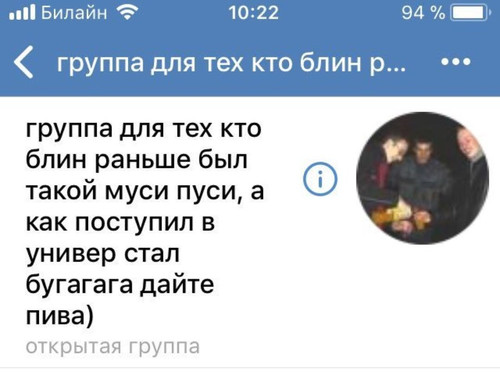 Билайн 10:22 94 %
группа для тех кто блин р...
группа для тех кто
блин раньше был
такой муси пуси, а
как поступил в
универ стал
бугагага дайте
пива)
открытая группа